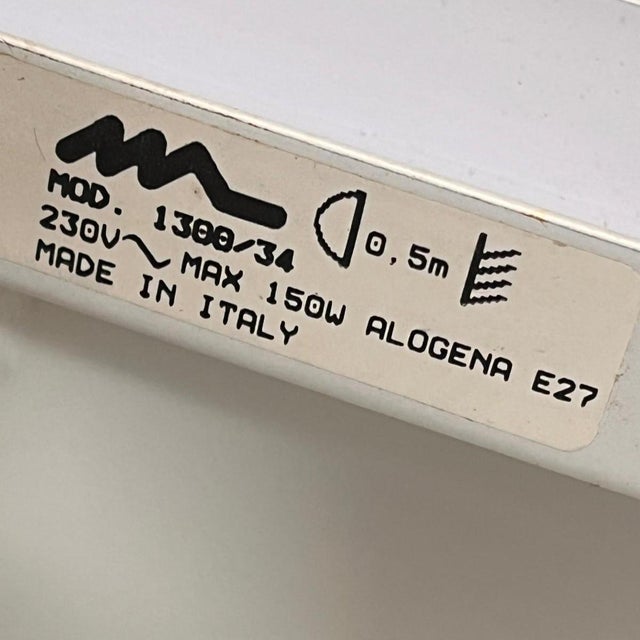 MOD. 1300/34
0,5m
230V~ MAX 150W ALOGENA E27
MADE IN ITALY